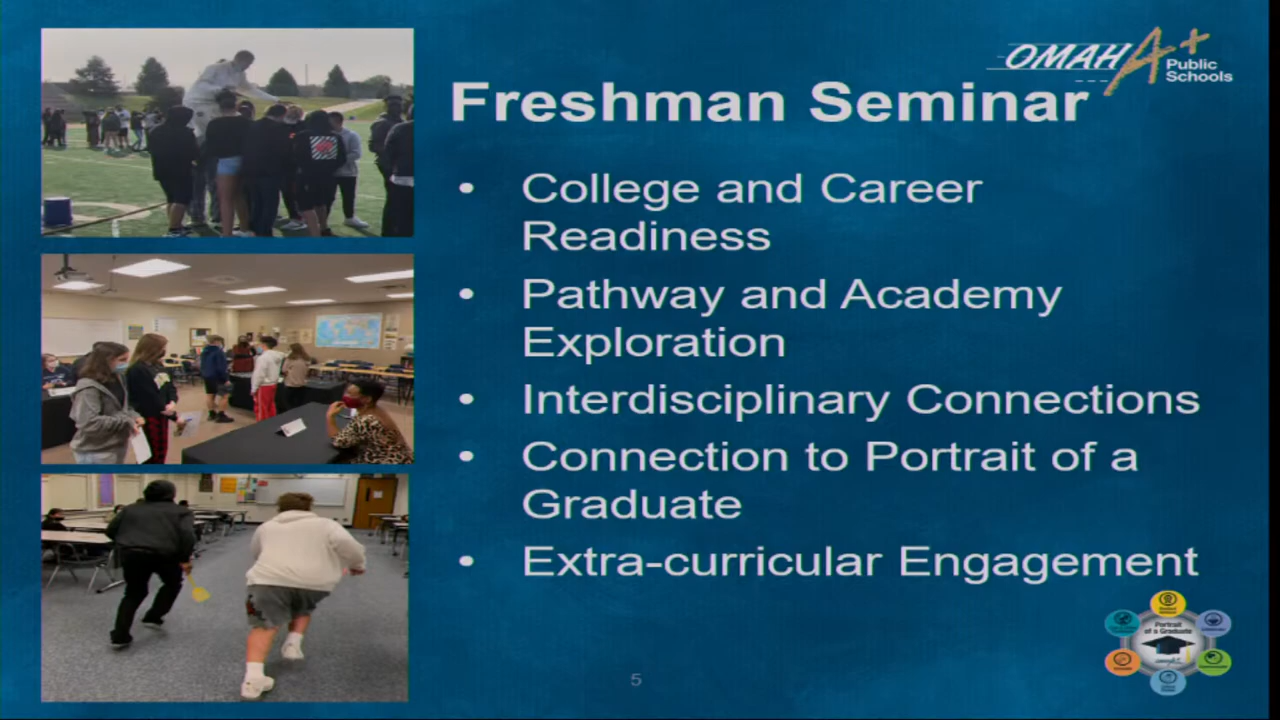 OMAHA+
Public
Schools
Freshman Seminar
• College and Career
Readiness
• Pathway and Academy
Exploration
• Interdisciplinary Connections
• Connection to Portrait of a
Graduate
• Extra-curricular Engagement
Portrait
of a Graduate
5